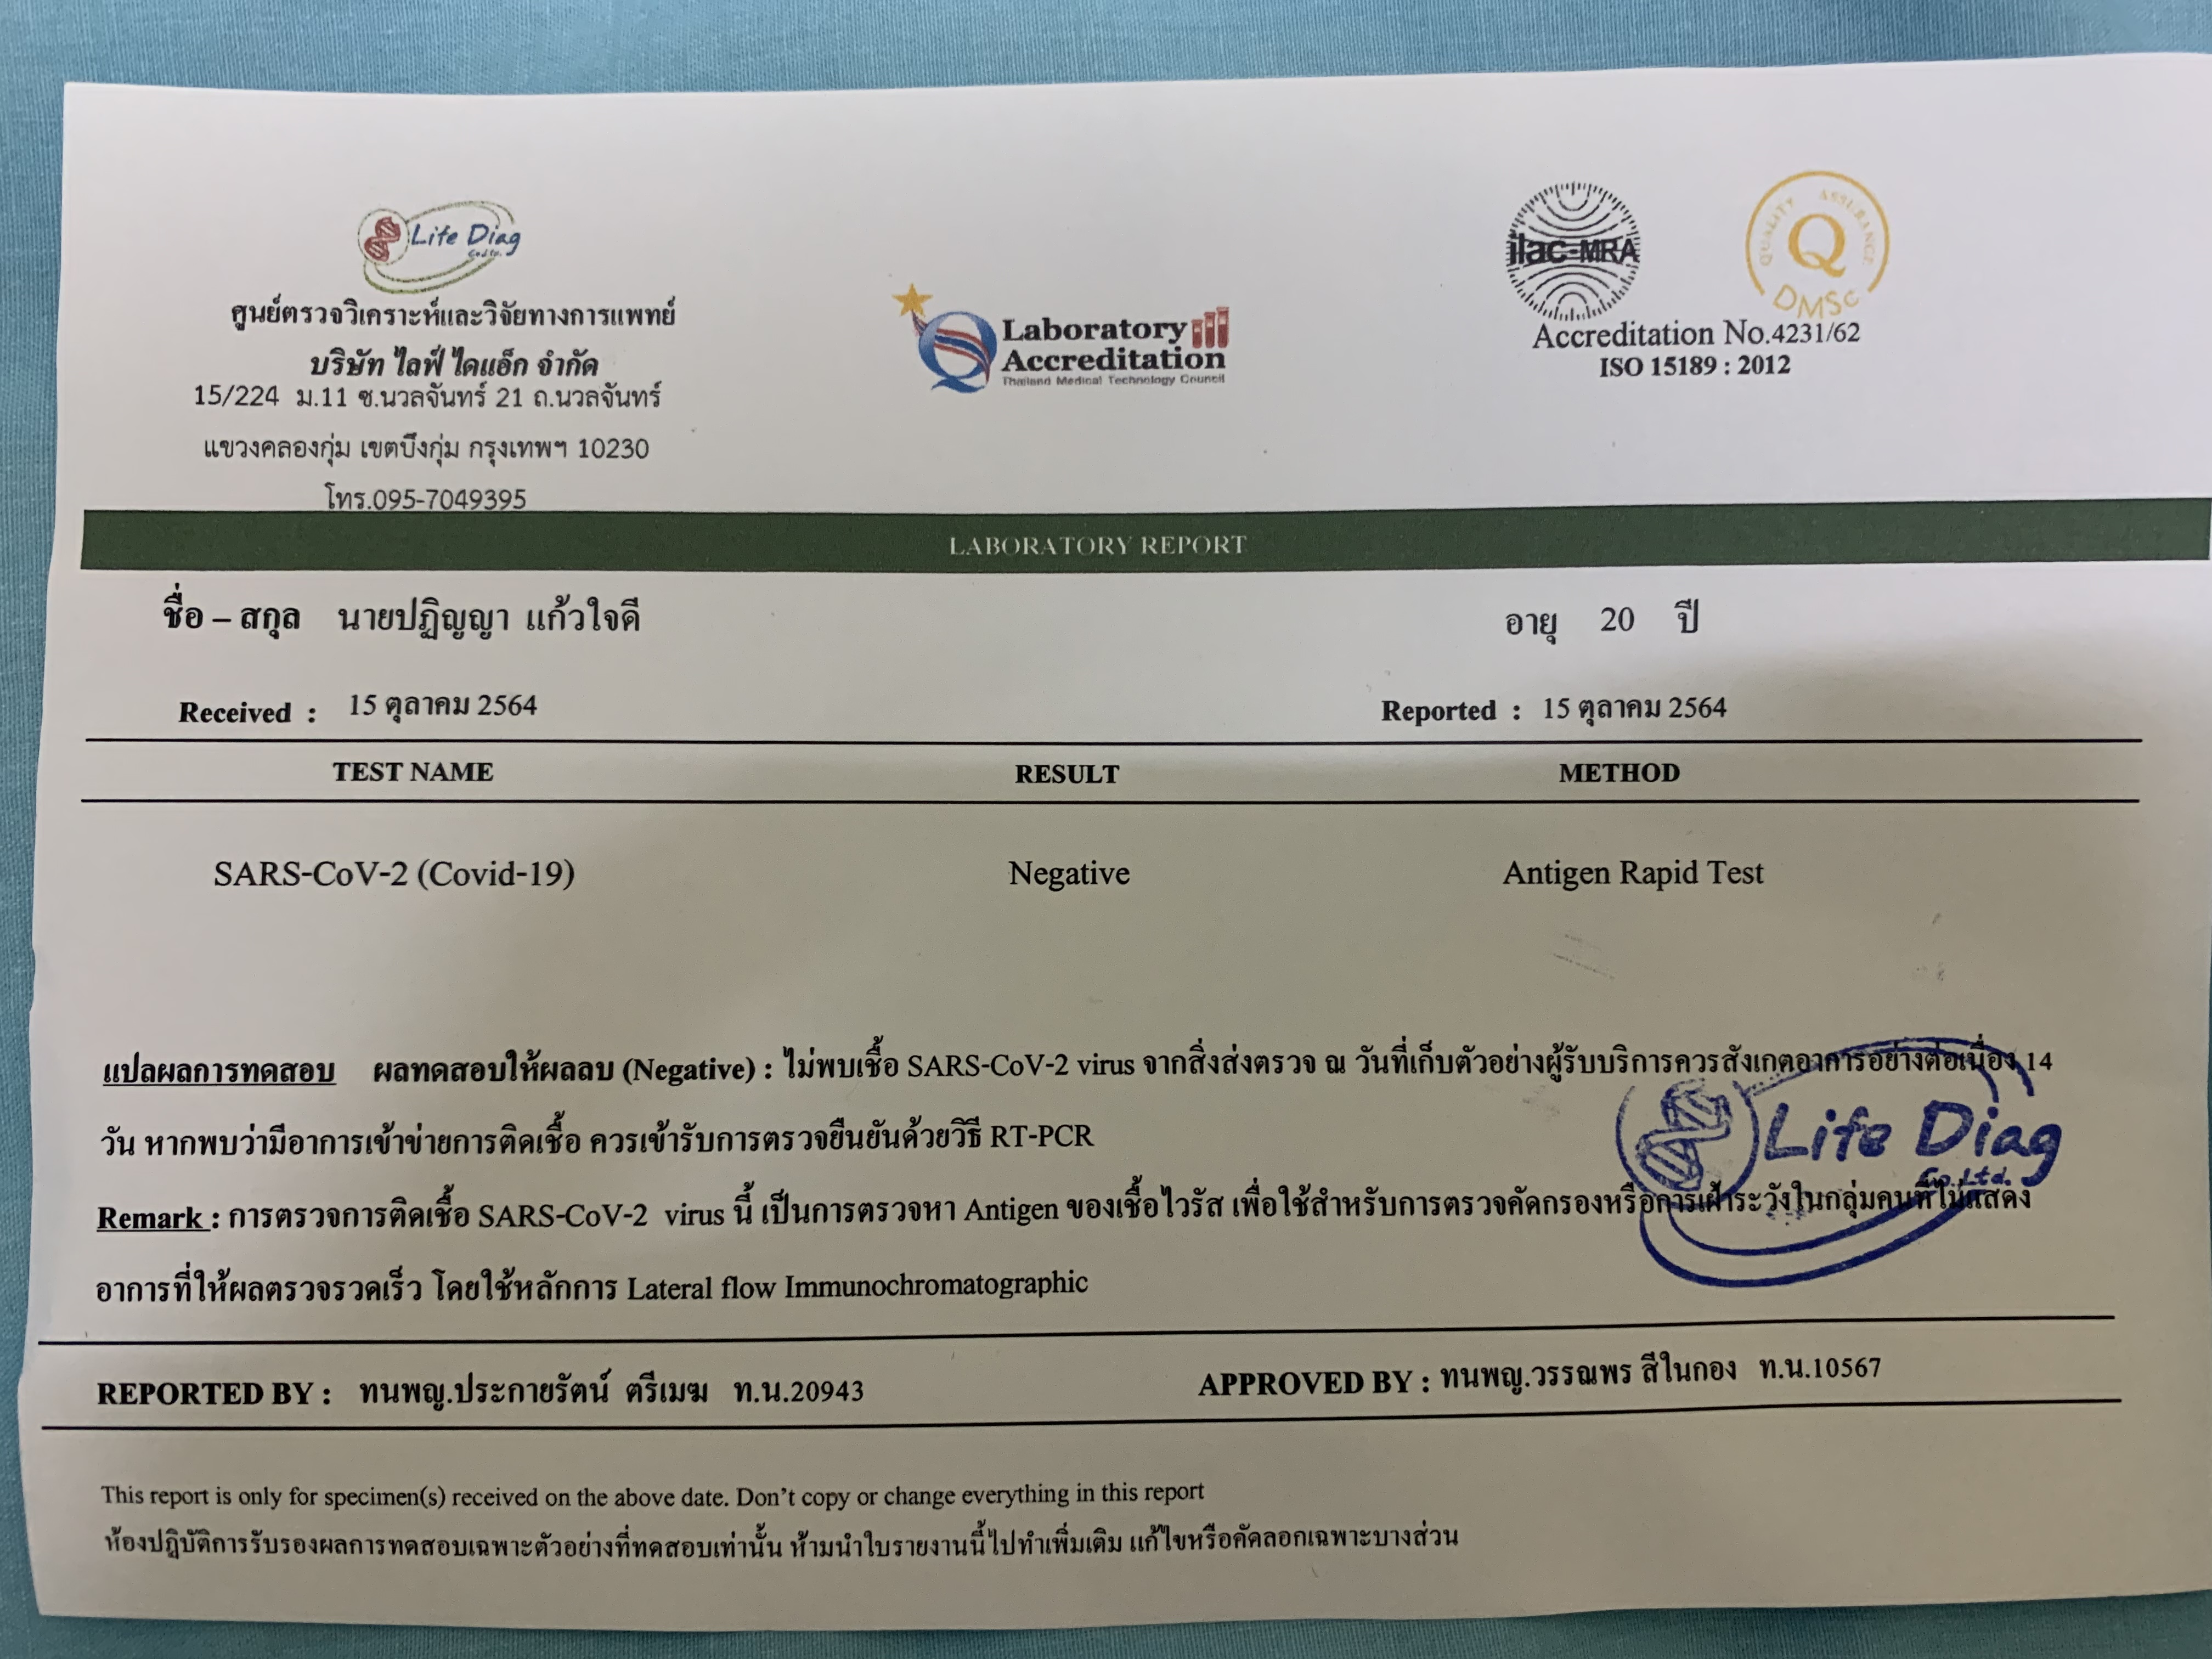 Life Diag
Co.,Ltd.
ศูนย์ตรวจวิเคราะห์และวิจัยทางการแพทย์
บริษัท ไลฟ์ ไดแอ็ก จำกัด
15/224 ม.11 ซ.นวลจันทร์ 21 ถ.นวลจันทร์
แขวงคลองกุ่ม เขตบึงกุ่ม กรุงเทพฯ 10230
โทร.095-7049395
Laboratory
Accreditation
Thailand Medical Technology Council
ilac-MRA
Accreditation No.4231/62
ISO 15189 : 2012
QUALITY ASSURANCE
Q
DMSC
LABORATORY REPORT
ชื่อ – สกุล นายปฏิญญา แก้วใจดี อายุ 20 ปี
Received : 15 ตุลาคม 2564 Reported : 15 ตุลาคม 2564
TEST NAME RESULT METHOD
SARS-CoV-2 (Covid-19) Negative Antigen Rapid Test
แปลผลการทดสอบ ผลทดสอบให้ผลลบ (Negative) : ไม่พบเชื้อ SARS-CoV-2 virus จากสิ่งส่งตรวจ ณ วันที่เก็บตัวอย่างผู้รับบริการควรสังเกตอาการอย่างต่อเนื่อง 14
วัน หากพบว่ามีอาการเข้าข่ายการติดเชื้อ ควรเข้ารับการตรวจยืนยันด้วยวิธี RT-PCR
Remark : การตรวจการติดเชื้อ SARS-CoV-2 virus นี้ เป็นการตรวจหา Antigen ของเชื้อไวรัส เพื่อใช้สำหรับการตรวจคัดกรองหรือการเฝ้าระวังในกลุ่มคนที่ไม่แสดง
อาการที่ให้ผลตรวจรวดเร็ว โดยใช้หลักการ Lateral flow Immunochromatographic
Life Diag
Co.,Ltd.
REPORTED BY : ทนพญ.ประกายรัตน์ ศรีเมฆ ท.น.20943 APPROVED BY : ทนพญ.วรรณพร สีในกอง ท.น.10567
This report is only for specimen(s) received on the above date. Don't copy or change everything in this report
ห้องปฏิบัติการรับรองผลการทดสอบเฉพาะตัวอย่างที่ทดสอบเท่านั้น ห้ามนำใบรายงานนี้ไปทำเพิ่มเติม แก้ไขหรือคัดลอกเฉพาะบางส่วน